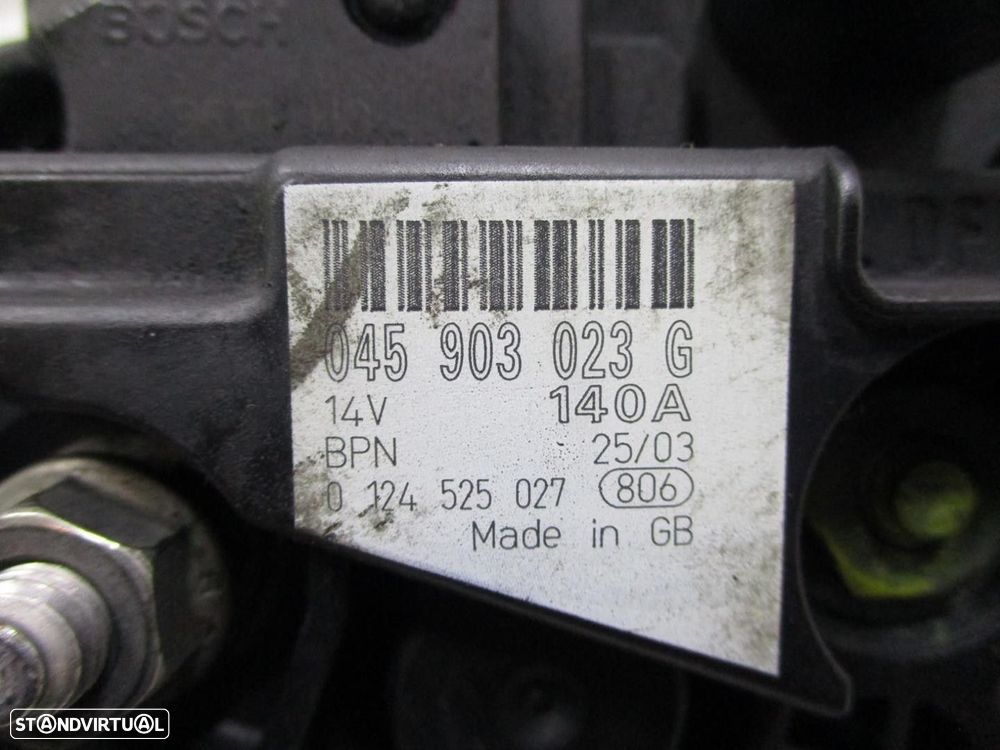 BOSCH
045 903 023 G
14V 140A
BPN 25/03
0 124 525 027 806
Made in GB
STANDVIRTUAL